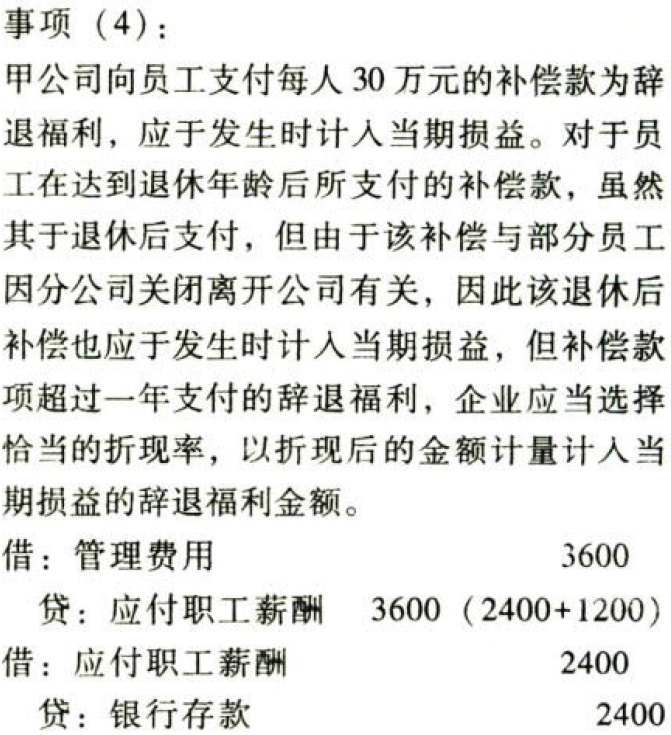 事项（4）：
甲公司向员工支付每人30万元的补偿款为辞
退福利，应于发生时计入当期损益。对于员
工在达到退休年龄后所支付的补偿款，虽然
其于退休后支付，但由于该补偿与部分员工
因分公司关闭离开公司有关，因此该退休后
补偿也应于发生时计入当期损益，但补偿款
项超过一年支付的辞退福利，企业应当选择
恰当的折现率，以折现后的金额计量计入当
期损益的辞退福利金额。
借：管理费用 3600
贷：应付职工薪酬 3600（2400+1200）
借：应付职工薪酬 2400
贷：银行存款 2400